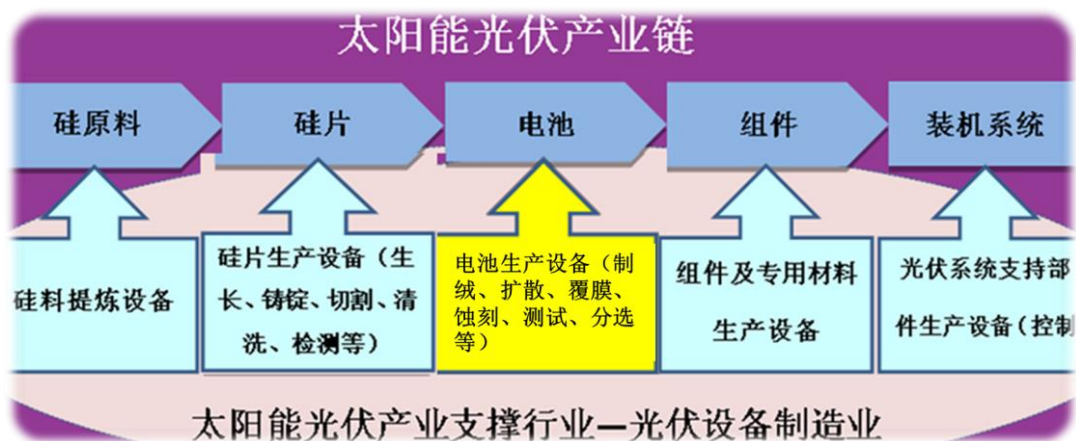 太阳能光伏产业链
硅原料
硅片
电池
组件
装机系统
硅料提炼设备
硅片生产设备（生
长、铸锭、切割、清
洗、检测等）
电池生产设备（制
绒、扩散、覆膜、
蚀刻、测试、分选
等）
组件及专用材料
生产设备
光伏系统支持部
件生产设备（控制
太阳能光伏产业支撑行业—光伏设备制造业